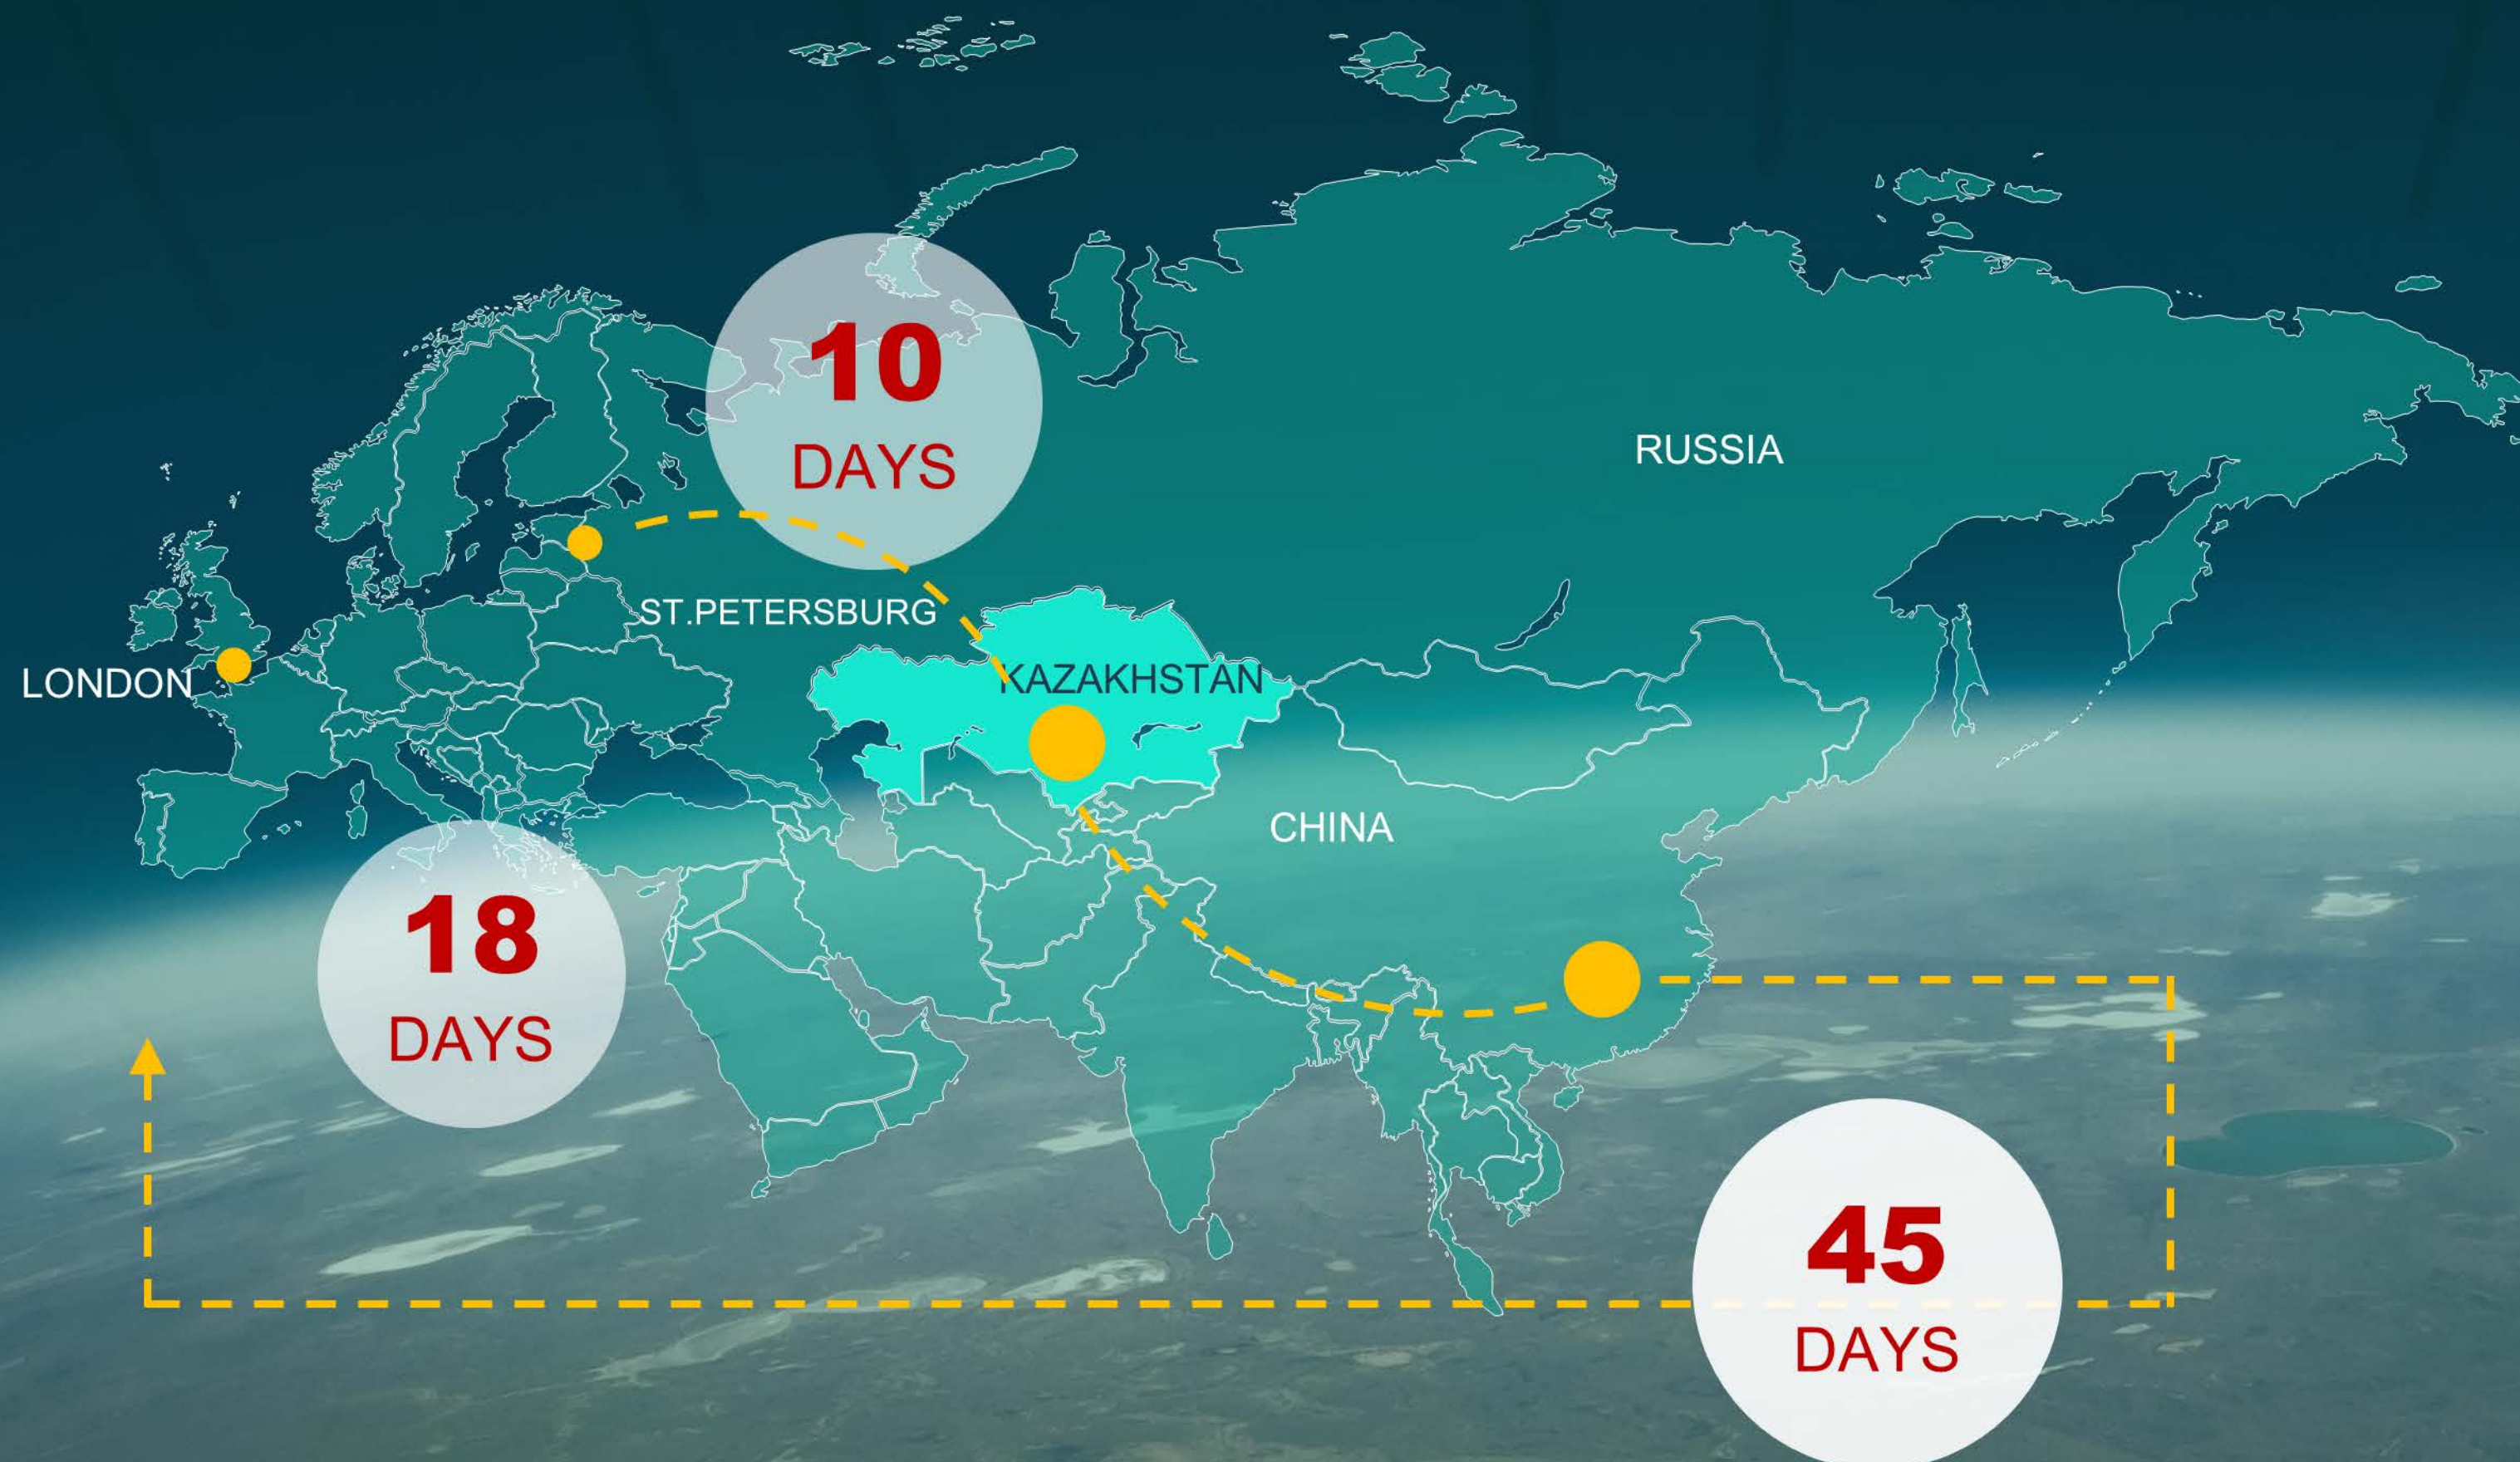 10
DAYS
RUSSIA
ST.PETERSBURG
LONDON
KAZAKHSTAN
CHINA
18
DAYS
45
DAYS